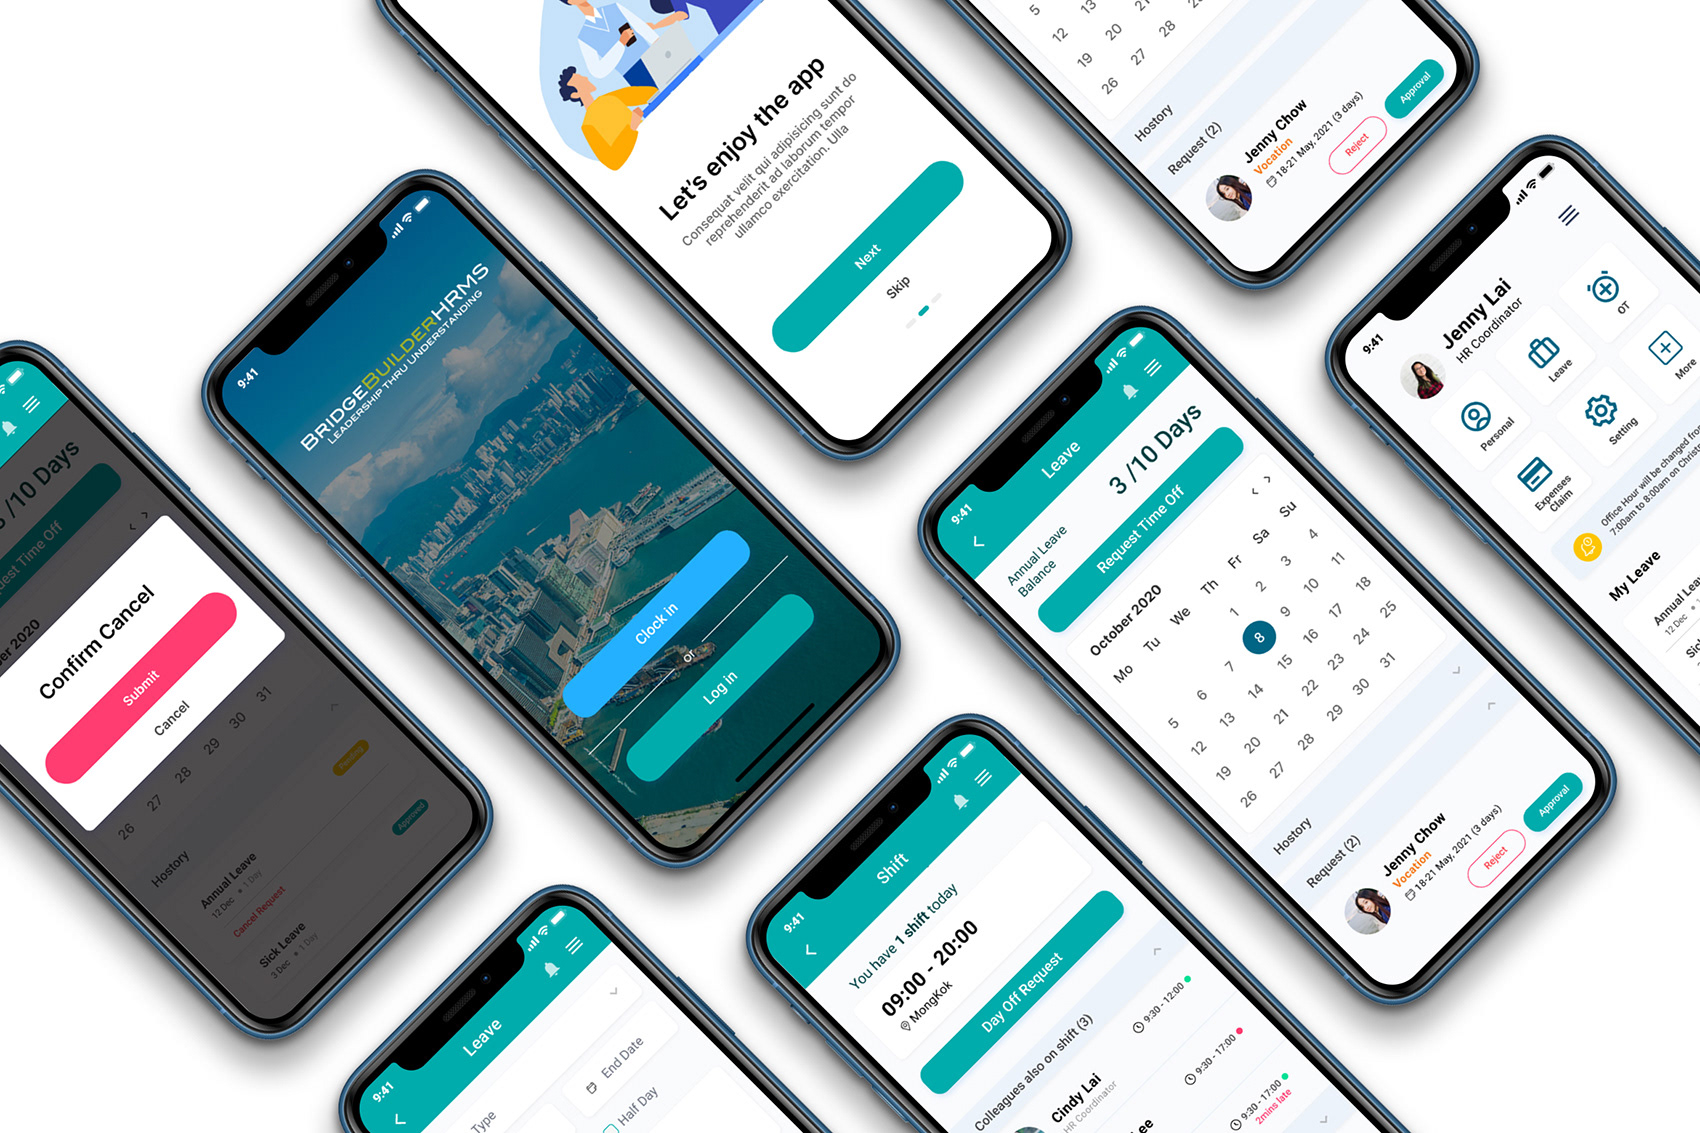 Let's enjoy the app
Consequat velit qui adipisicing sunt do
reprehenderit ad laborum tempor
ullamco exercitation. Ulla
Next
Skip
5
12 13 14
19 20 21
26 27 28
Hostory
Request (2)
Jenny Chow
Vocation
18-21 May, 2021 (3 days)
Reject
Approval
9:41
Jenny Lai
HR Coordinator
Personal
Leave
OT
Expenses
Claim
Setting
More
Office Hour will be changed from
7:00am to 8:00am on Christ
My Leave
Annual Lea
12 Dec
Sic
9:41
BRIDGEBUILDERHRMS
LEADERSHIP THRU UNDERSTANDING
Clock in
or
Log in
9:41
Leave
Annual Leave
Balance
3 /10 Days
Request Time Off
October 2020
Mo Tu We Th Fr Sa Su
1 2 3 4
5 6 7 8 9 10 11
12 13 14 15 16 17 18
19 20 21 22 23 24 25
26 27 28 29 30 31
Hostory
Request (2)
Jenny Chow
Vocation
18-21 May, 2021 (3 days)
Reject
Approval
3 /10 Days
uest Time Off
er 2020
Confirm Cancel
Submit
Cancel
26 27 28 29 30 31
Hostory
Annual Leave
12 Dec • 1 Day
Pending
Cancel Request
Sick Leave
3 Dec • 1 Day
Approved
9:41
Leave
Type
End Date
Half Day
9:41
Shift
You have 1 shift today
09:00 - 20:00
MongKok
Day Off Request
Colleagues also on shift (3)
Cindy Lai
HR Coordinator
9:30 - 12:00
ee
9:30 - 17:00
9:30 - 17:00
2mins late